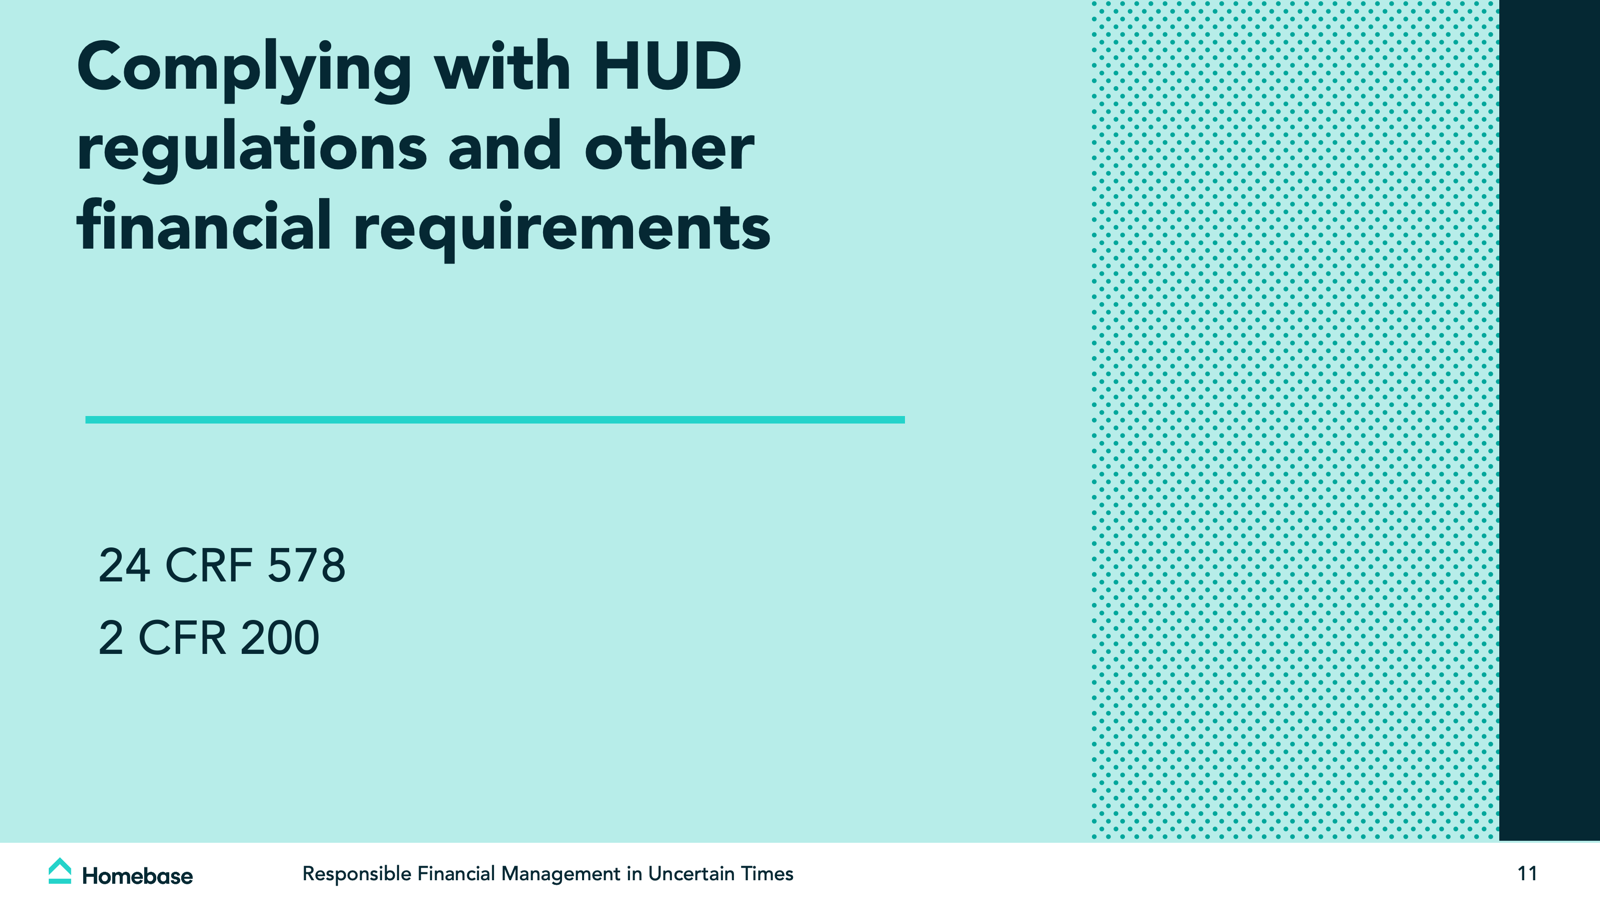 Complying with HUD
regulations and other
financial requirements
24 CRF 578
2 CFR 200
Homebase
Responsible Financial Management in Uncertain Times
11